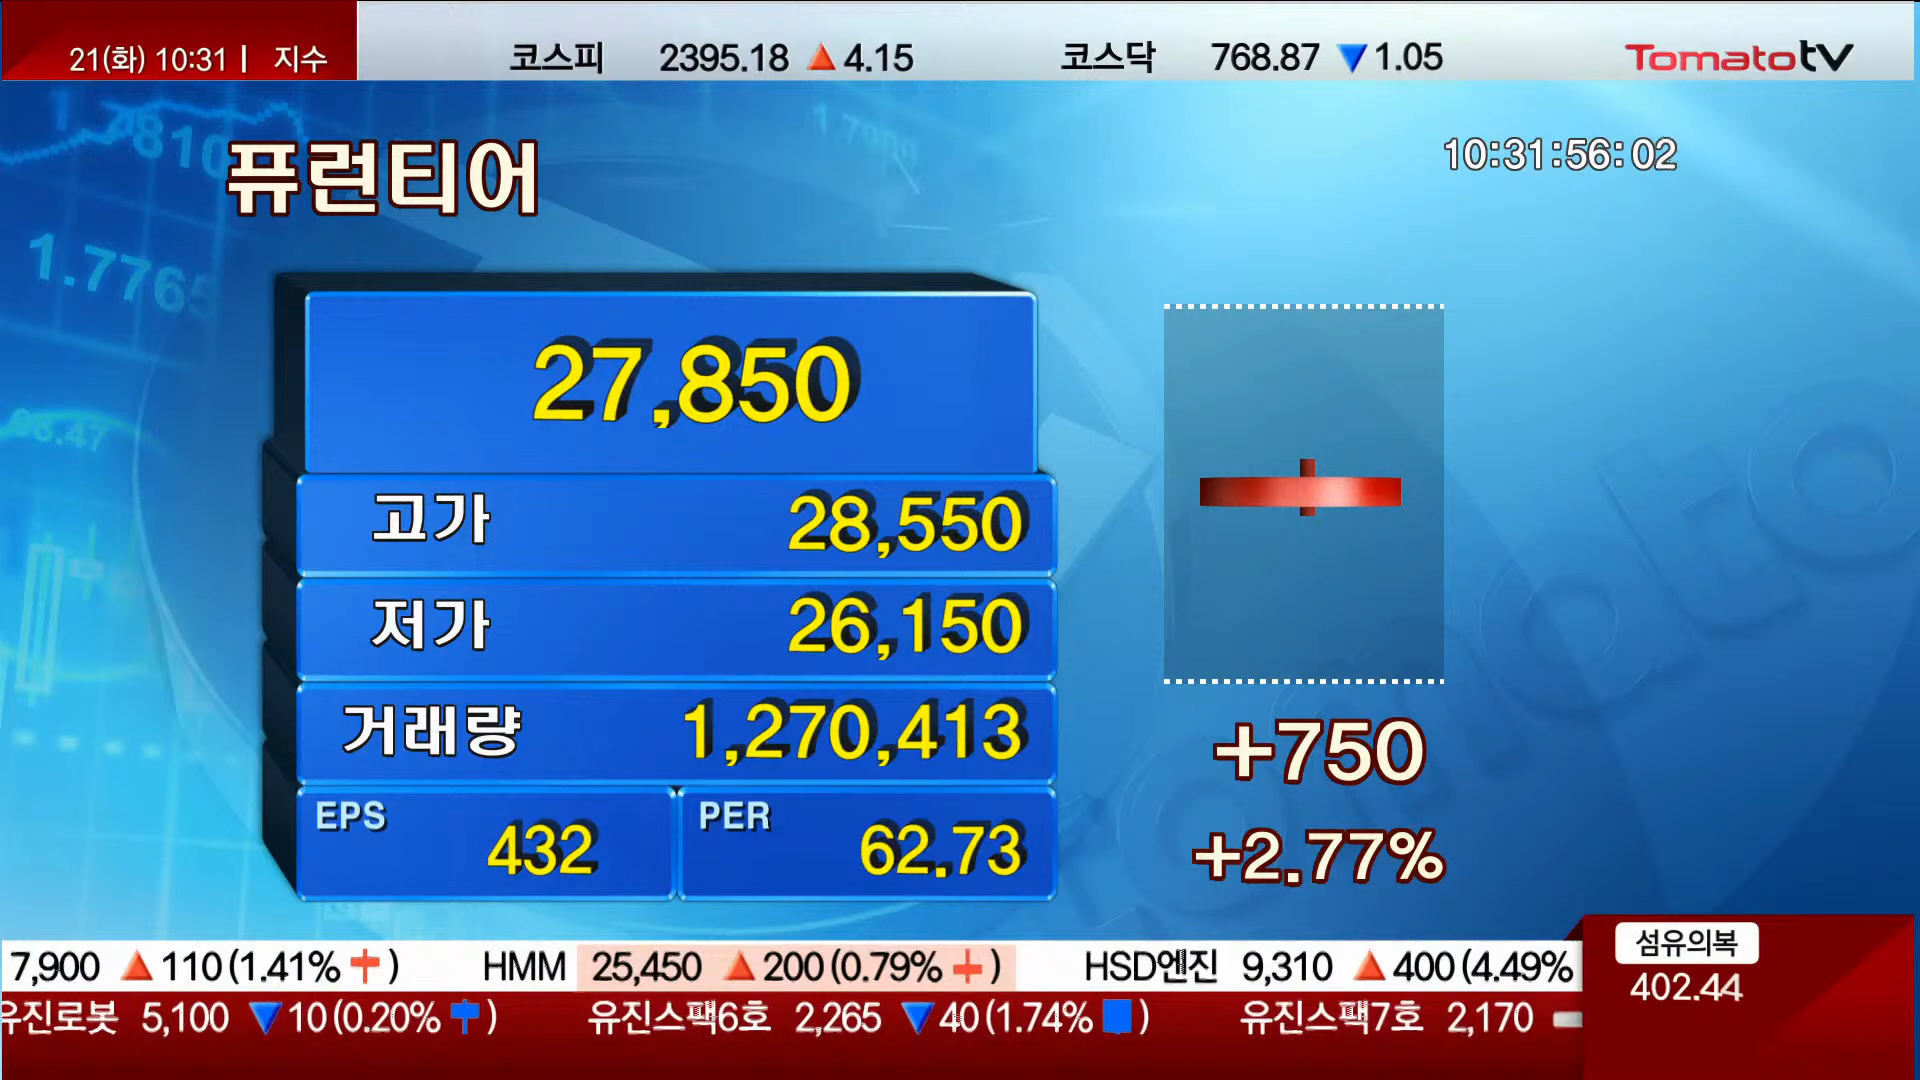 21(화) 10:31 | 지수 코스피 2395.18 ▲ 4.15 코스닥 768.87 ▼ 1.05 Tomatotv
퓨런티어 10:31:56:02
27,850
고가 28,550
저가 26,150
거래량 1,270,413
EPS 432 PER 62.73
+750
+2.77%
7,900 ▲ 110 (1.41% ) HMM 25,450 ▲ 200 (0.79% ) HSD엔진 9,310 ▲ 400 (4.49%
유진로봇 5,100 ▼ 10 (0.20% ) 유진스팩6호 2,265 ▼ 40 (1.74% ) 유진스팩7호 2,170
섬유의복
402.44